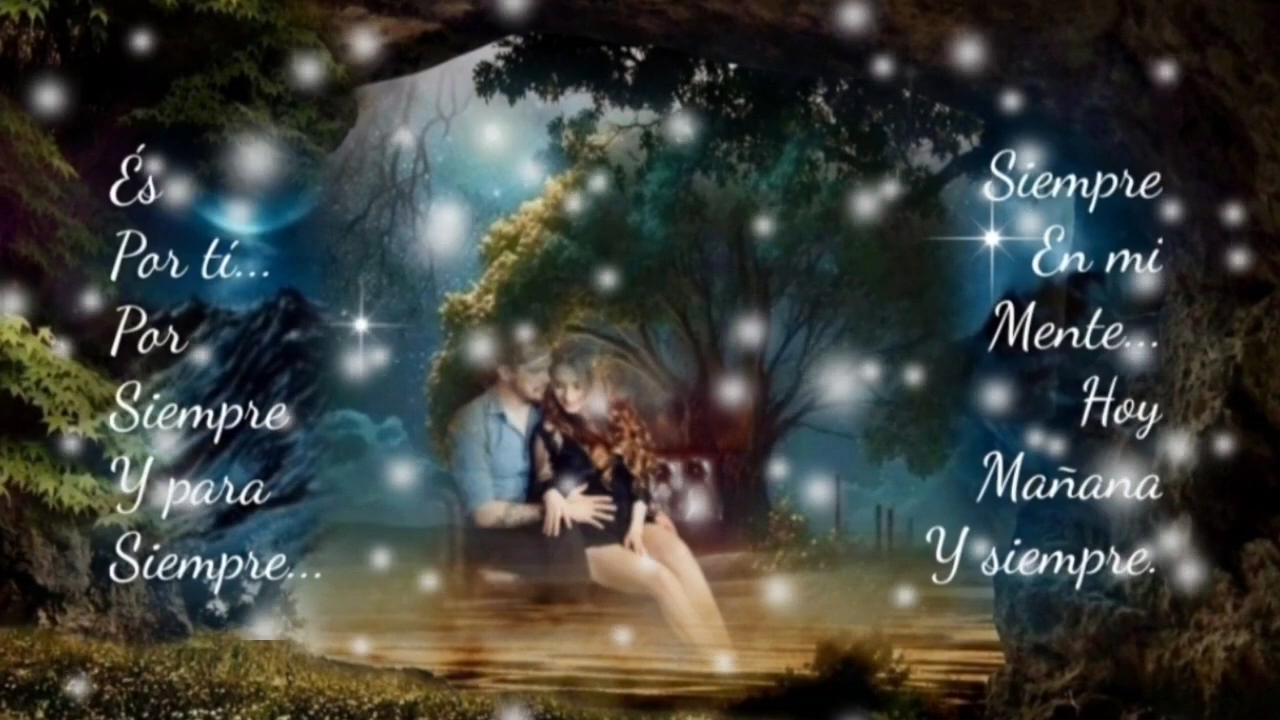 És
Por tí...
Por
Siempre
Y para
Siempre...
Siempre
En mi
Mente...
Hoy
Mañana
Y siempre.